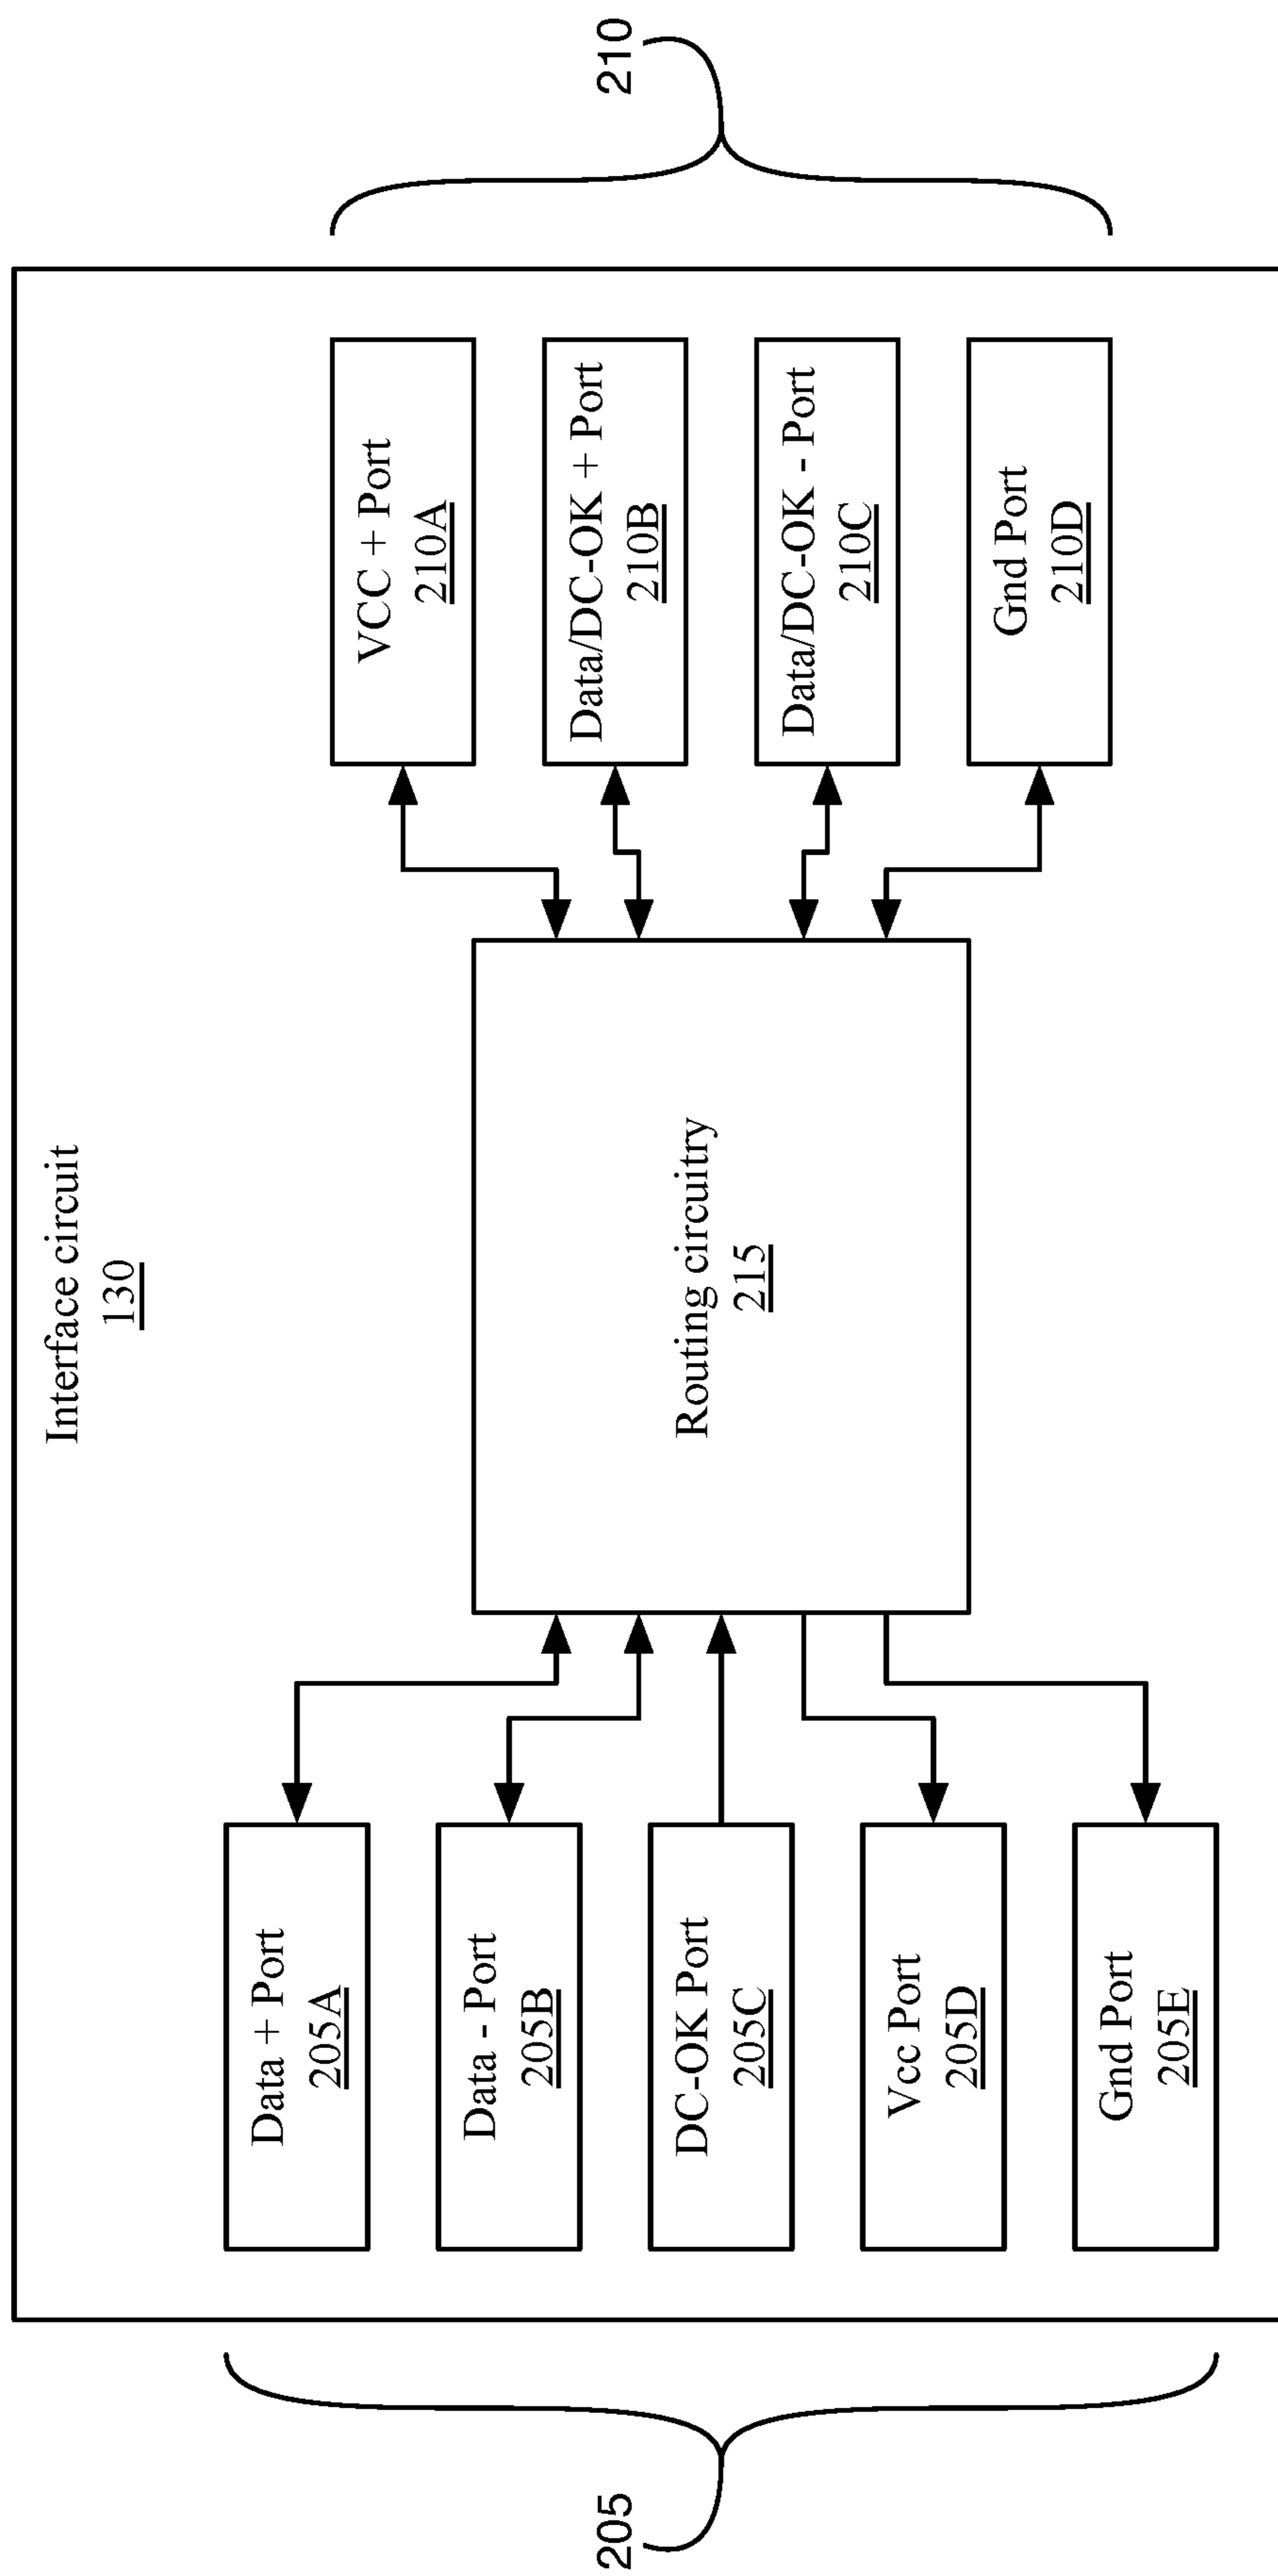 Interface circuit
130
205
Data + Port
205A
Data - Port
205B
DC-OK Port
205C
Vcc Port
205D
Gnd Port
205E
Routing circuitry
215
VCC + Port
210A
Data/DC-OK + Port
210B
Data/DC-OK - Port
210C
Gnd Port
210D
210